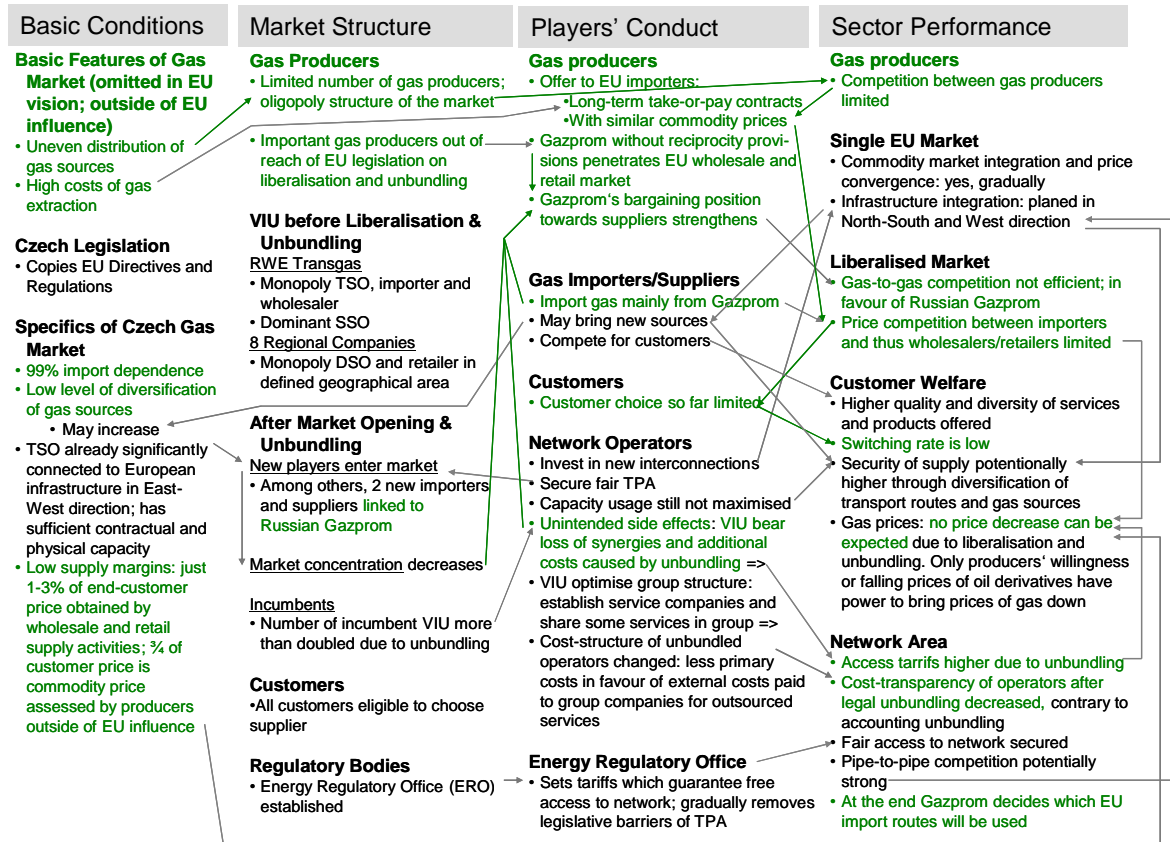 Basic Conditions
Basic Features of Gas
Market (omitted in EU
vision; outside of EU
influence)
• Uneven distribution of
gas sources
• High costs of gas
extraction
Czech Legislation
• Copies EU Directives and
Regulations
Specifics of Czech Gas
Market
• 99% import dependence
• Low level of diversification
of gas sources
• May increase
• TSO already significantly
connected to European
infrastructure in East-
West direction; has
sufficient contractual and
physical capacity
• Low supply margins: just
1-3% of end-customer
price obtained by
wholesale and retail
supply activities; ¾ of
customer price is
commodity price
assessed by producers
outside of EU influence
Market Structure
Gas Producers
• Limited number of gas producers;
oligopoly structure of the market
• Important gas producers out of
reach of EU legislation on
liberalisation and unbundling
VIU before Liberalisation &
Unbundling
RWE Transgas
• Monopoly TSO, importer and
wholesaler
• Dominant SSO
8 Regional Companies
• Monopoly DSO and retailer in
defined geographical area
After Market Opening &
Unbundling
New players enter market
• Among others, 2 new importers
and suppliers linked to
Russian Gazprom
Market concentration decreases
Incumbents
• Number of incumbent VIU more
than doubled due to unbundling
Customers
•All customers eligible to choose
supplier
Regulatory Bodies
• Energy Regulatory Office (ERO)
established
Players' Conduct
Gas producers
• Offer to EU importers:
•Long-term take-or-pay contracts
•With similar commodity prices
• Gazprom without reciprocity provi-
sions penetrates EU wholesale and
retail market
• Gazprom's bargaining position
towards suppliers strengthens
Gas Importers/Suppliers
• Import gas mainly from Gazprom
• May bring new sources
• Compete for customers
Customers
• Customer choice so far limited
Network Operators
• Invest in new interconnections
• Secure fair TPA
• Capacity usage still not maximised
• Unintended side effects: VIU bear
loss of synergies and additional
costs caused by unbundling =>
• VIU optimise group structure:
establish service companies and
share some services in group =>
• Cost-structure of unbundled
operators changed: less primary
costs in favour of external costs paid
to group companies for outsourced
services
Energy Regulatory Office
• Sets tariffs which guarantee free
access to network; gradually removes
legislative barriers of TPA
Sector Performance
Gas producers
• Competition between gas producers
limited
Single EU Market
• Commodity market integration and price
convergence: yes, gradually
• Infrastructure integration: planed in
North-South and West direction
Liberalised Market
• Gas-to-gas competition not efficient; in
favour of Russian Gazprom
• Price competition between importers
and thus wholesalers/retailers limited
Customer Welfare
• Higher quality and diversity of services
and products offered
• Switching rate is low
• Security of supply potentionally
higher through diversification of
transport routes and gas sources
• Gas prices: no price decrease can be
expected due to liberalisation and
unbundling. Only producers' willingness
or falling prices of oil derivatives have
power to bring prices of gas down
Network Area
• Access tarrifs higher due to unbundling
• Cost-transparency of operators after
legal unbundling decreased, contrary to
accounting unbundling
• Fair access to network secured
• Pipe-to-pipe competition potentially
strong
• At the end Gazprom decides which EU
import routes will be used